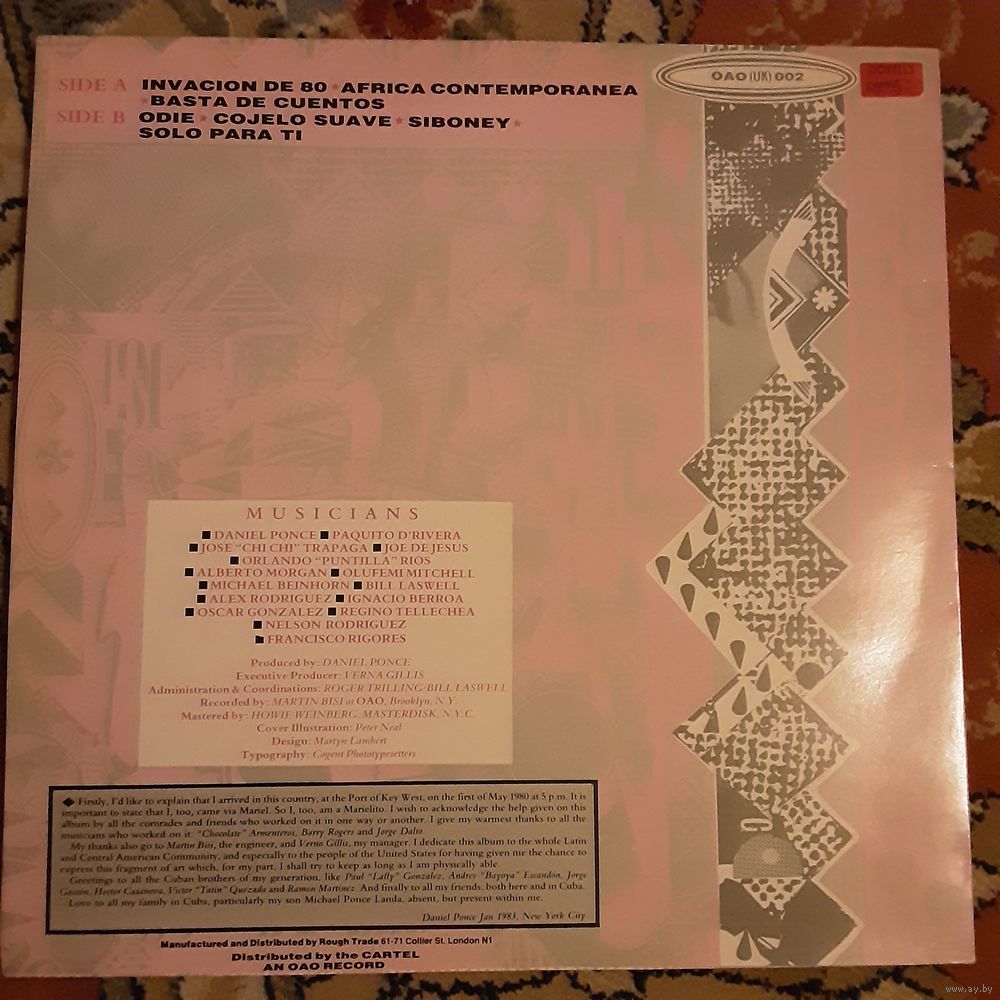 SIDE A INVACION DE 80 * AFRICA CONTEMPORANEA
* BASTA DE CUENTOS
SIDE B ODIE * COJELO SUAVE * SIBONEY *
SOLO PARA TI
OAO (UK) 002
MUSICIANS
■ DANIEL PONCE ■ PAQUITO D'RIVERA
■ JOSE "CHI CHI" TRAPAGA ■ JOE DE JESUS
■ ORLANDO "PUNTILLA" RIOS
■ ALBERTO MORGAN ■ OLUFEMI MITCHELL
■ MICHAEL BEINHORN ■ BILL LASWELL
■ ALEX RODRIGUEZ ■ IGNACIO BERROA
■ OSCAR GONZALEZ ■ REGINO TELLECHEA
■ NELSON RODRIGUEZ
■ FRANCISCO RIGORES
Produced by: DANIEL PONCE
Executive Producer: VERNA GILLIS
Administration & Coordinations: ROGER TRILLING/BILL LASWELL
Recorded by: MARTIN BISI at OAO, Brooklyn, N.Y.
Mastered by: HOWIE WEINBERG, MASTERDISK, N.Y.C.
Cover Illustration: Peter Neal
Design: Martyn Lambert
Typography: Cogent Phototypesetters
◆ Firstly, I'd like to explain that I arrived in this country, at the Port of Key West, on the first of May 1980 at 5 p.m. It is
important to state that I, too, came via Mariel. So I, too, am a Marielito. I wish to acknowledge the help given on this
album by all the comrades and friends who worked on it in one way or another. I give my warmest thanks to all the
musicians who worked on it: "Chocolate" Armenteros, Barry Rogers and Jorge Dalto.
My thanks also go to Martin Bisi, the engineer, and Verna Gillis, my manager. I dedicate this album to the whole Latin
and Central American Community, and especially to the people of the United States for having given me the chance to
express this fragment of art which, for my part, I shall try to keep as long as I am physically able.
Greetings to all the Cuban brothers of my generation, like Paul "Lally" Gonzalez, Andres "Bayoya" Escandón, Jorge
Gascón, Hector Casanova, Victor "Tatin" Quezada and Ramon Martinez. And finally to all my friends, both here and in Cuba.
Love to all my family in Cuba, particularly my son Michael Ponce Landa, absent, but present within me.
Daniel Ponce Jan 1983, New York City
Manufactured and Distributed by Rough Trade 61-71 Collier St. London N1
Distributed by the CARTEL
AN OAO RECORD
www.ay.by